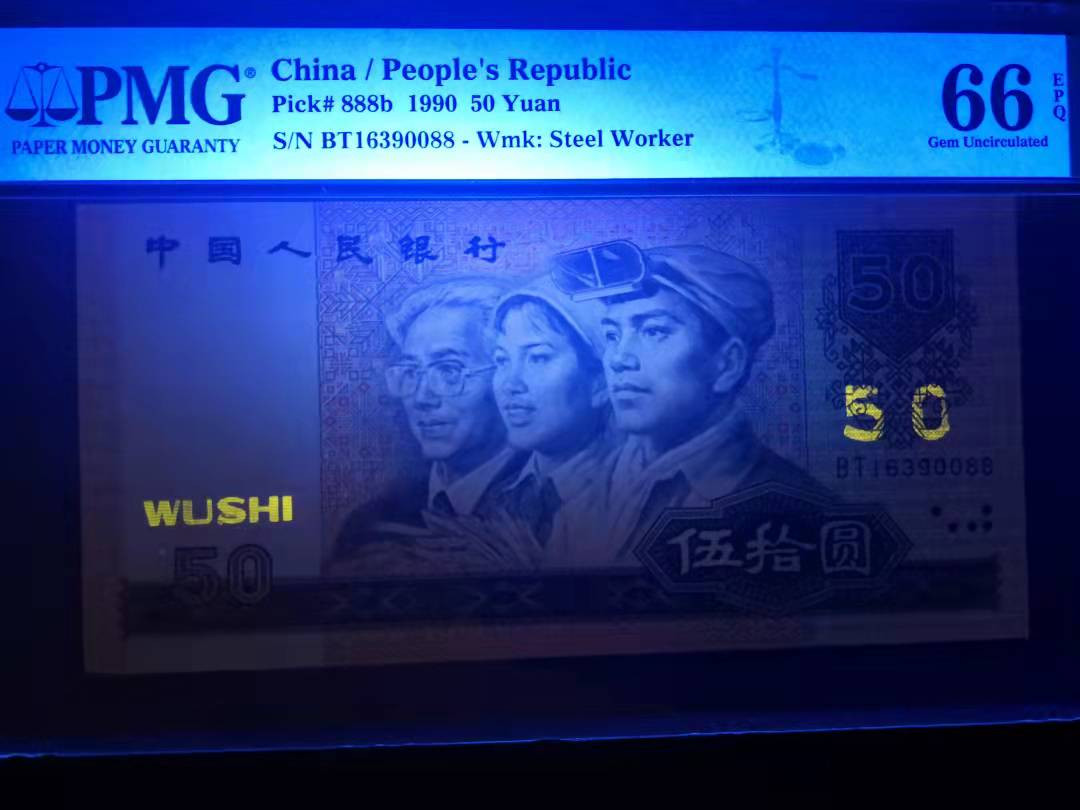 PMG®
PAPER MONEY GUARANTY
China / People's Republic
Pick# 888b 1990 50 Yuan
S/N BT16390088 - Wmk: Steel Worker
66
EPQ
Gem Uncirculated
中国人民银行
50
50
BT16390088
WUSHI
50
伍拾圆